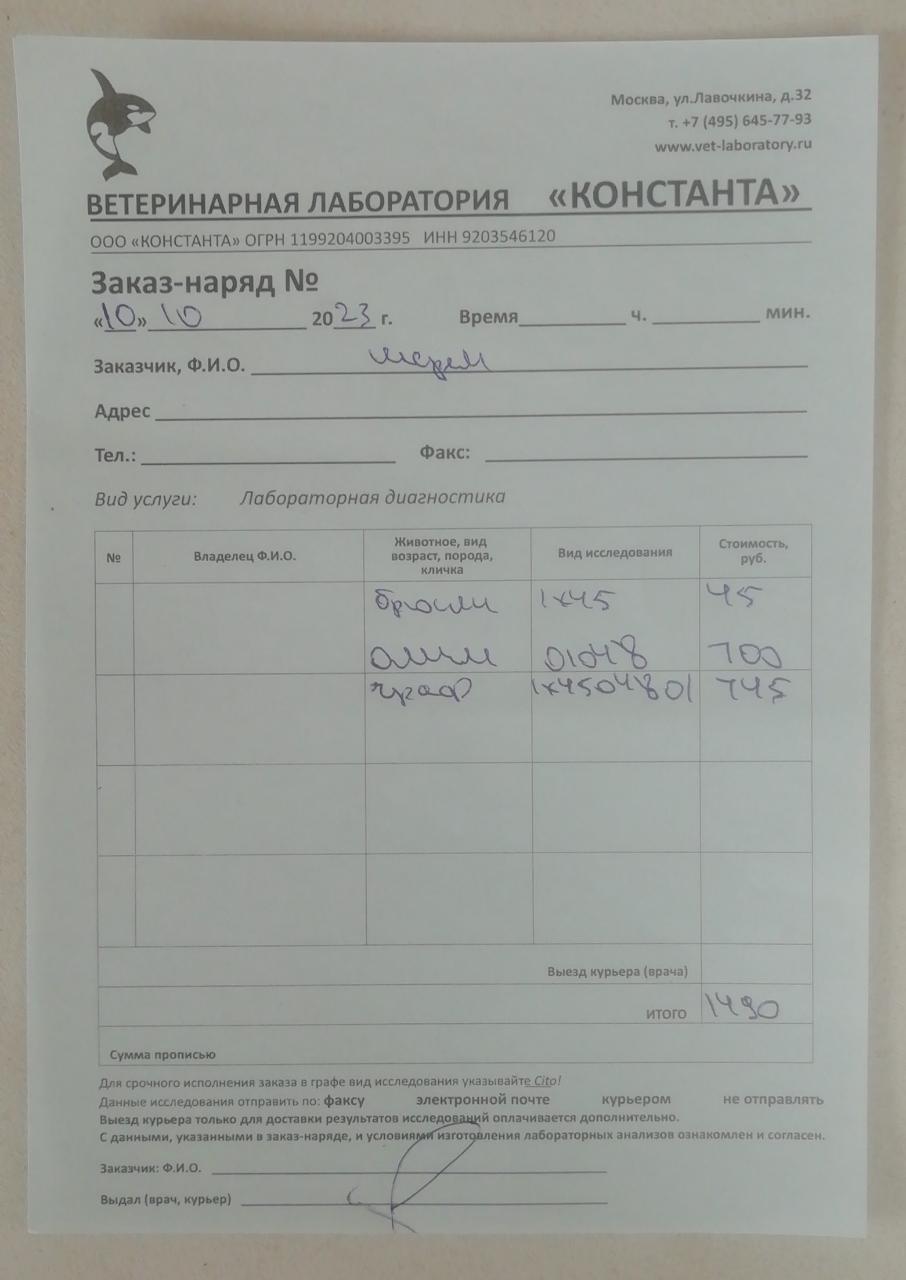 Москва, ул.Лавочкина, д.32
т. +7 (495) 645-77-93
www.vet-laboratory.ru
ВЕТЕРИНАРНАЯ ЛАБОРАТОРИЯ «КОНСТАНТА»
ООО «КОНСТАНТА» ОГРН 1199204003395 ИНН 9203546120
Заказ-наряд №
«10» 10 2023 г. Время ч. мин.
Заказчик, Ф.И.О.
Адрес
Тел.: Факс:
Вид услуги: Лабораторная диагностика
№ Владелец Ф.И.О. Животное, вид возраст, порода, кличка Вид исследования Стоимость, руб.
1х45 45
01048 700
граф 1х4504801 745
Выезд курьера (врача)
ИТОГО 1490
Сумма прописью
Для срочного исполнения заказа в графе вид исследования указывайте Cito!
Данные исследования отправить по: факсу электронной почте курьером не отправлять
Выезд курьера только для доставки результатов исследований оплачивается дополнительно.
С данными, указанными в заказ-наряде, и условиями изготовления лабораторных анализов ознакомлен и согласен.
Заказчик: Ф.И.О.
Выдал (врач, курьер)